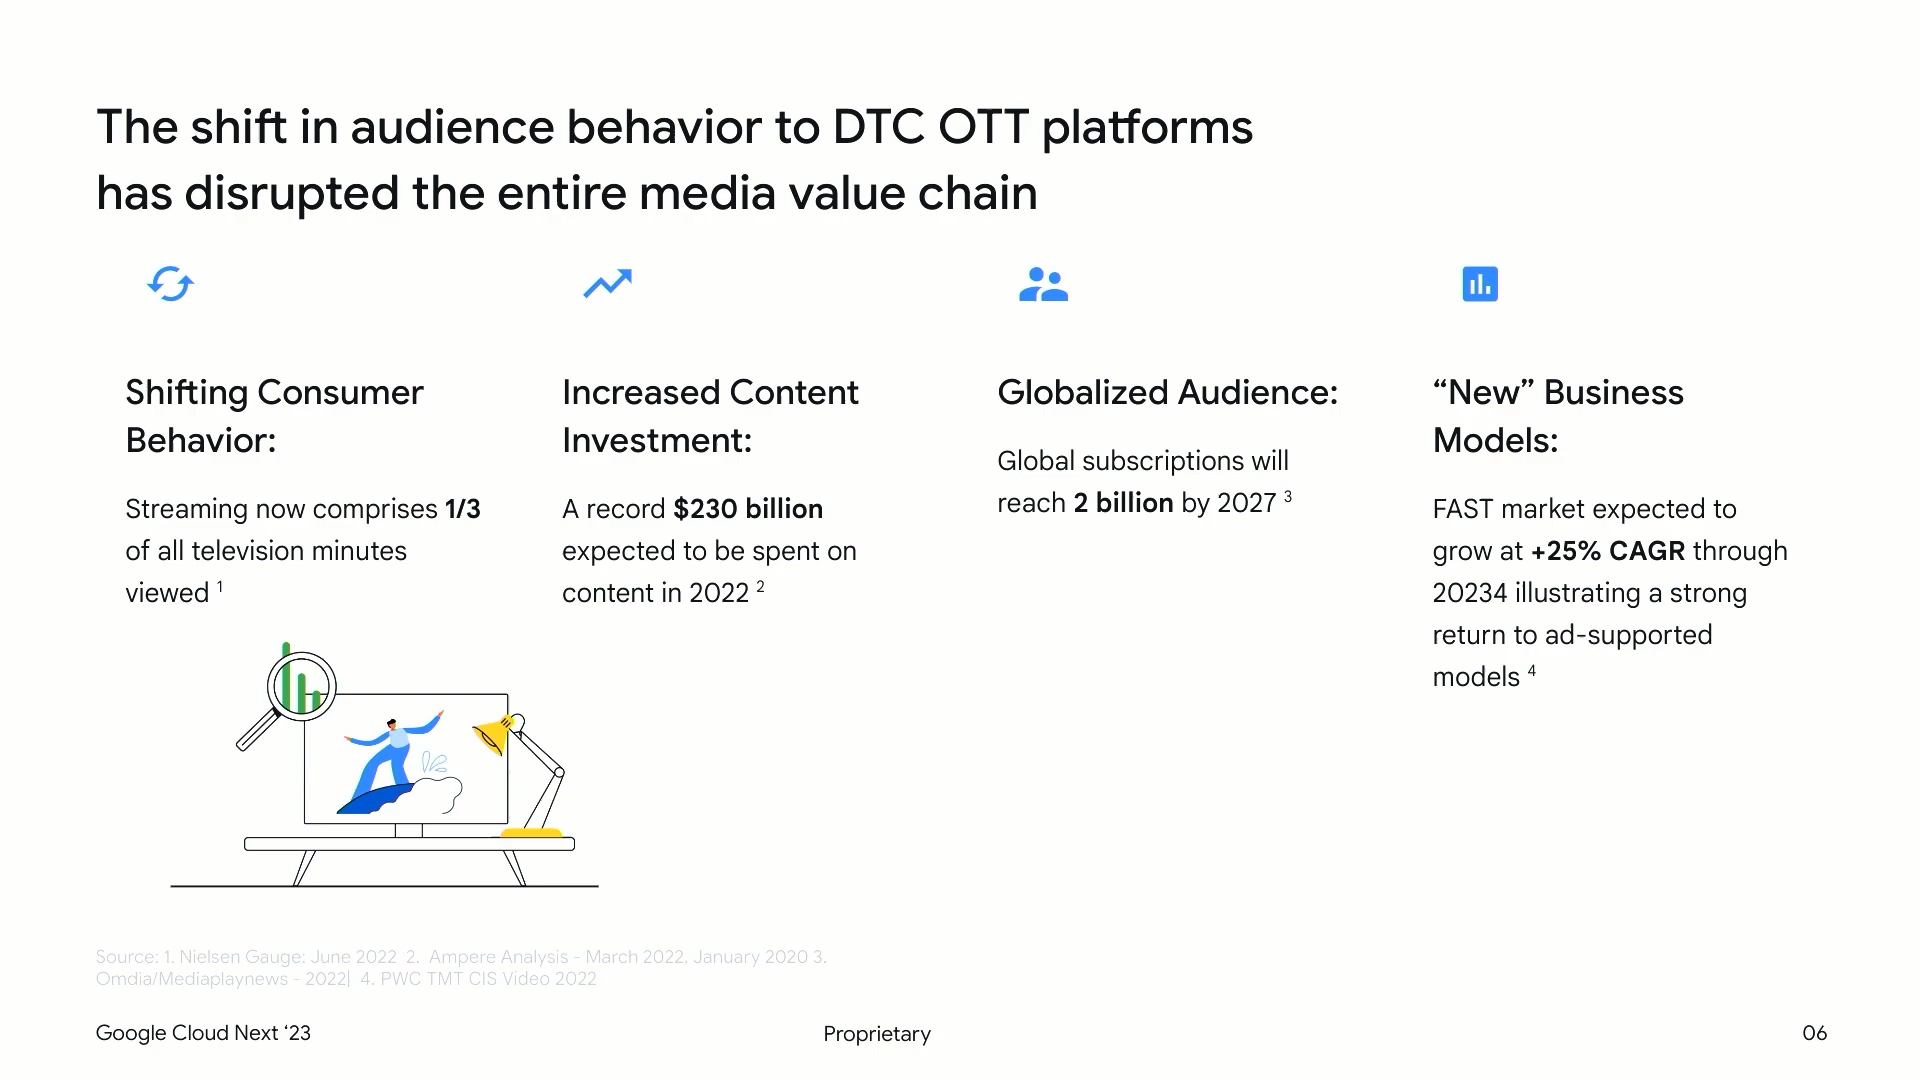 The shift in audience behavior to DTC OTT platforms
has disrupted the entire media value chain
Shifting Consumer
Behavior:
Streaming now comprises 1/3
of all television minutes
viewed 1
Increased Content
Investment:
A record $230 billion
expected to be spent on
content in 2022 2
Globalized Audience:
Global subscriptions will
reach 2 billion by 2027 3
“New” Business
Models:
FAST market expected to
grow at +25% CAGR through
20234 illustrating a strong
return to ad-supported
models 4
Source: 1. Nielsen Gauge: June 2022 2. Ampere Analysis - March 2022, January 2020 3.
Omdia/Mediaplaynews - 2022| 4. PWC TMT CIS Video 2022
Google Cloud Next ‘23
Proprietary
06